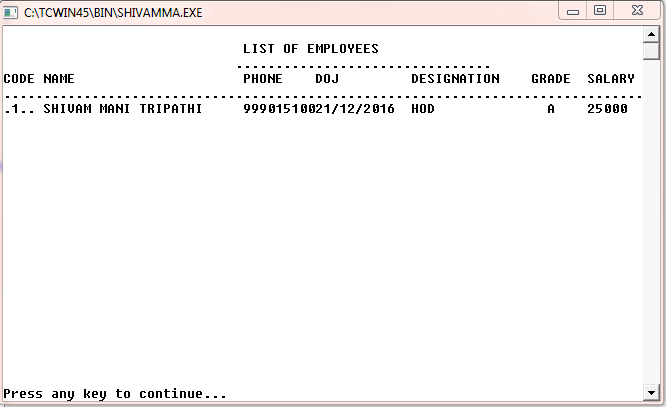 C:\TCWIN45\BIN\SHIVAMMA.EXE
LIST OF EMPLOYEES
................................
CODE NAME PHONE DOJ DESIGNATION GRADE SALARY
................................................................................
.1.. SHIVAM MANI TRIPATHI 99901510021/12/2016 HOD A 25000
Press any key to continue...